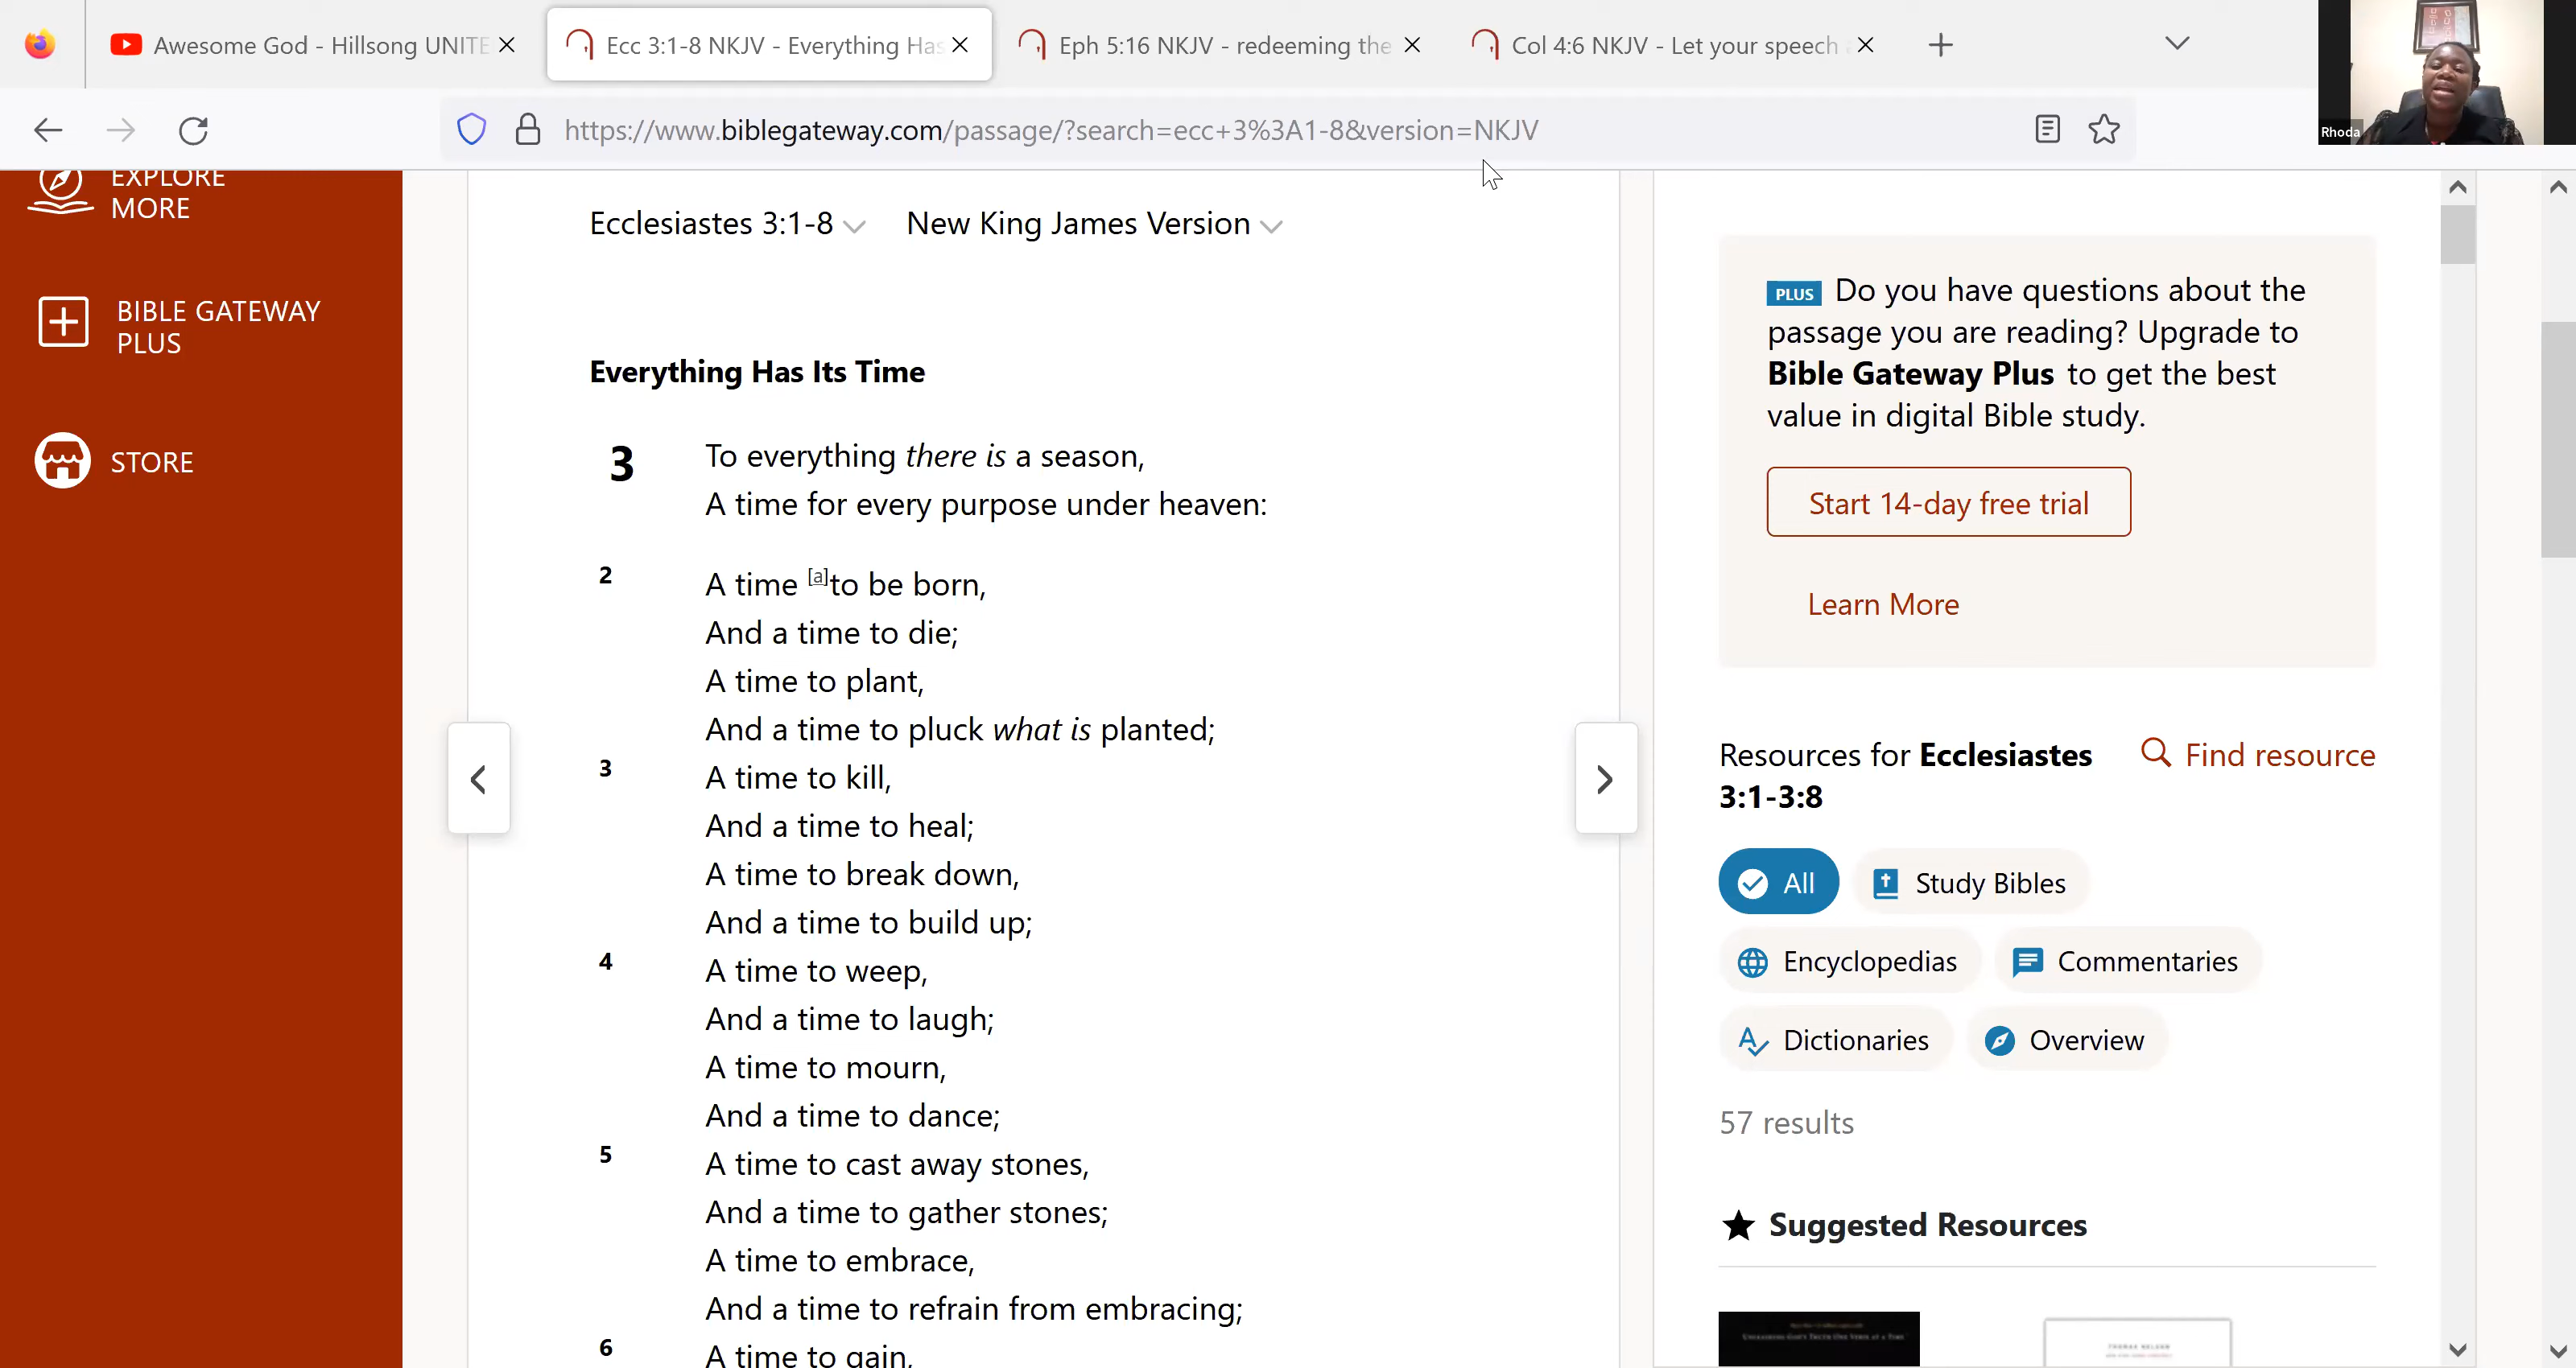 Awesome God - Hillsong UNITE
Ecc 3:1-8 NKJV - Everything Has
Eph 5:16 NKJV - redeeming the
Col 4:6 NKJV - Let your speech
Rhoda
https://www.biblegateway.com/passage/?search=ecc+3%3A1-8&version=NKJV
EXPLORE
MORE
BIBLE GATEWAY
PLUS
STORE
Ecclesiastes 3:1-8
New King James Version
Everything Has Its Time
3 To everything there is a season,
A time for every purpose under heaven:
2 A time [a]to be born,
And a time to die;
A time to plant,
And a time to pluck what is planted;
3 A time to kill,
And a time to heal;
A time to break down,
And a time to build up;
4 A time to weep,
And a time to laugh;
A time to mourn,
And a time to dance;
5 A time to cast away stones,
And a time to gather stones;
A time to embrace,
And a time to refrain from embracing;
6 A time to gain,
PLUS Do you have questions about the
passage you are reading? Upgrade to
Bible Gateway Plus to get the best
value in digital Bible study.
Start 14-day free trial
Learn More
Resources for Ecclesiastes
3:1-3:8
Find resource
All
Study Bibles
Encyclopedias
Commentaries
Dictionaries
Overview
57 results
Suggested Resources
UNLEASHING GOD'S TRUTH ONE VERSE AT A TIME
THOMAS NELSON